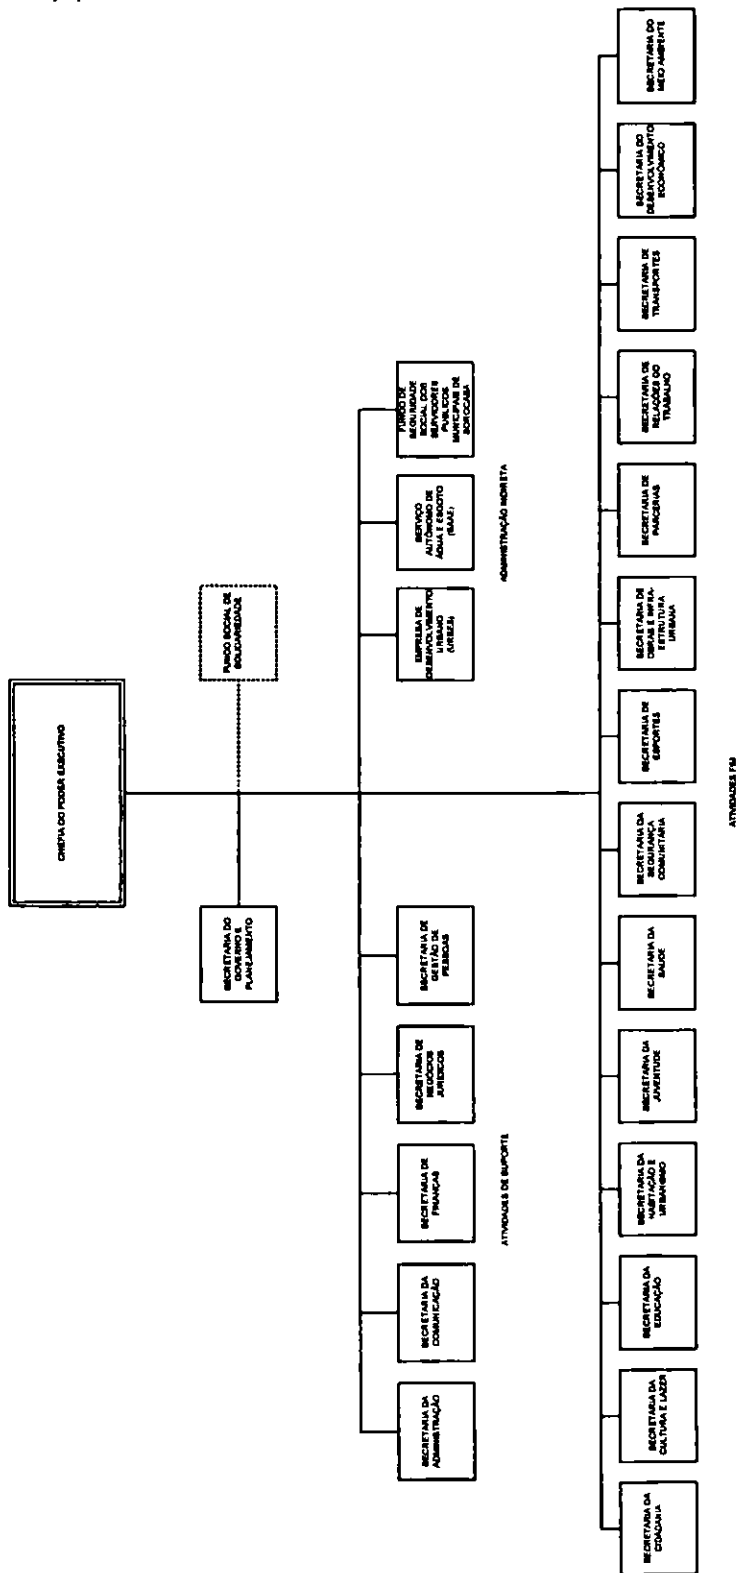 CHEFIA DO PODER EXECUTIVO
SECRETARIA DO
GOVERNO E
PLANEJAMENTO
FUNDO SOCIAL DE
SOLIDARIEDADE
SECRETARIA DA
ADMINISTRAÇÃO
SECRETARIA DA
COMUNICAÇÃO
SECRETARIA DE
FINANÇAS
SECRETARIA DE
NEGÓCIOS
JURÍDICOS
SECRETARIA DE
GESTÃO DE
PESSOAS
EMPRESA DE
DESENVOLVIMENTO
URBANO
(URBES)
SERVIÇO
AUTÔNOMO DE
ÁGUA E ESGOTO
(SAAE)
FUNDO DE
SEGURIDADE
SOCIAL DOS
SERVIDORES
PÚBLICOS
MUNICIPAIS DE
SOROCABA
ATIVIDADES DE SUPORTE
ADMINISTRAÇÃO INDIRETA
SECRETARIA DA
CIDADANIA
SECRETARIA DA
CULTURA E LAZER
SECRETARIA DA
EDUCAÇÃO
SECRETARIA DA
HABITAÇÃO E
URBANISMO
SECRETARIA DA
JUVENTUDE
SECRETARIA DA
SAÚDE
SECRETARIA DA
SEGURANÇA
COMUNITÁRIA
SECRETARIA DE
ESPORTES
SECRETARIA DE
OBRAS E INFRA-
ESTRUTURA
URBANA
SECRETARIA DE
PARCERIAS
SECRETARIA DE
RELAÇÕES DO
TRABALHO
SECRETARIA DE
TRANSPORTES
SECRETARIA DO
DESENVOLVIMENTO
ECONÔMICO
SECRETARIA DO
MEIO AMBIENTE
ATIVIDADES FIM